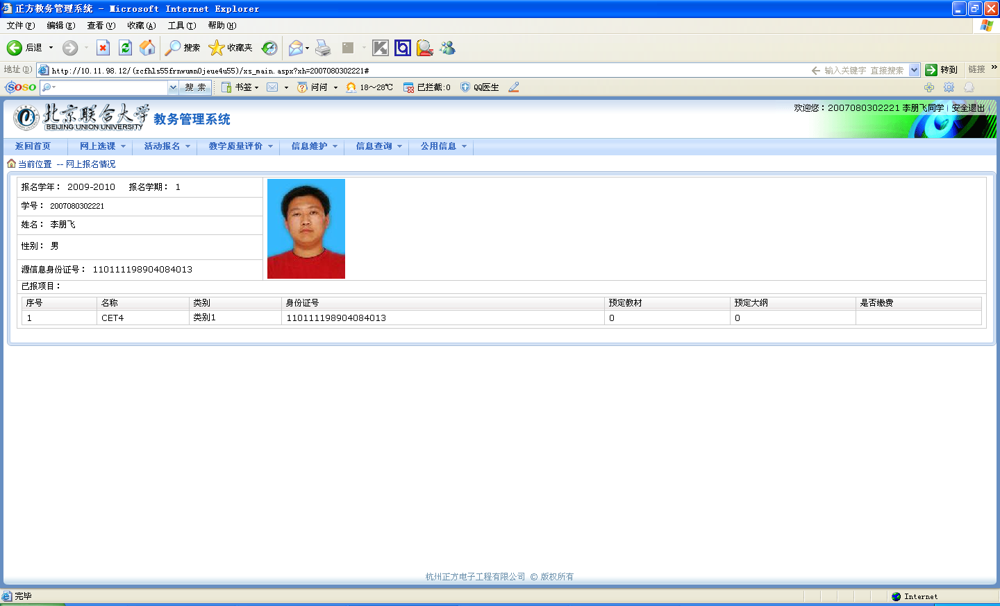 正方教务管理系统 - Microsoft Internet Explorer
文件(F) 编辑(E) 查看(V) 收藏(A) 工具(T) 帮助(H)
后退 搜索 收藏夹
地址(D) http://10.11.98.12/(zcfhls55frnwumn0jeue4u55)/xs_main.aspx?xh=2007080302221# 输入关键字 直接搜索 转到 链接 »
SOSO 搜 索 书签 问问 18～28℃ 已拦截:0 QQ医生
北京联合大学 教务管理系统 欢迎您：2007080302221 李朋飞同学 | 安全退出
BEIJING UNION UNIVERSITY
返回首页 网上选课 活动报名 教学质量评价 信息维护 信息查询 公用信息
当前位置 -- 网上报名情况
报名学年： 2009-2010 报名学期： 1
学号： 2007080302221
姓名： 李朋飞
性别： 男
源信息身份证号： 110111198904084013
已报项目：
序号 名称 类别 身份证号 预定教材 预定大纲 是否缴费
1 CET4 类别1 110111198904084013 0 0
杭州正方电子工程有限公司 © 版权所有
完毕 Internet